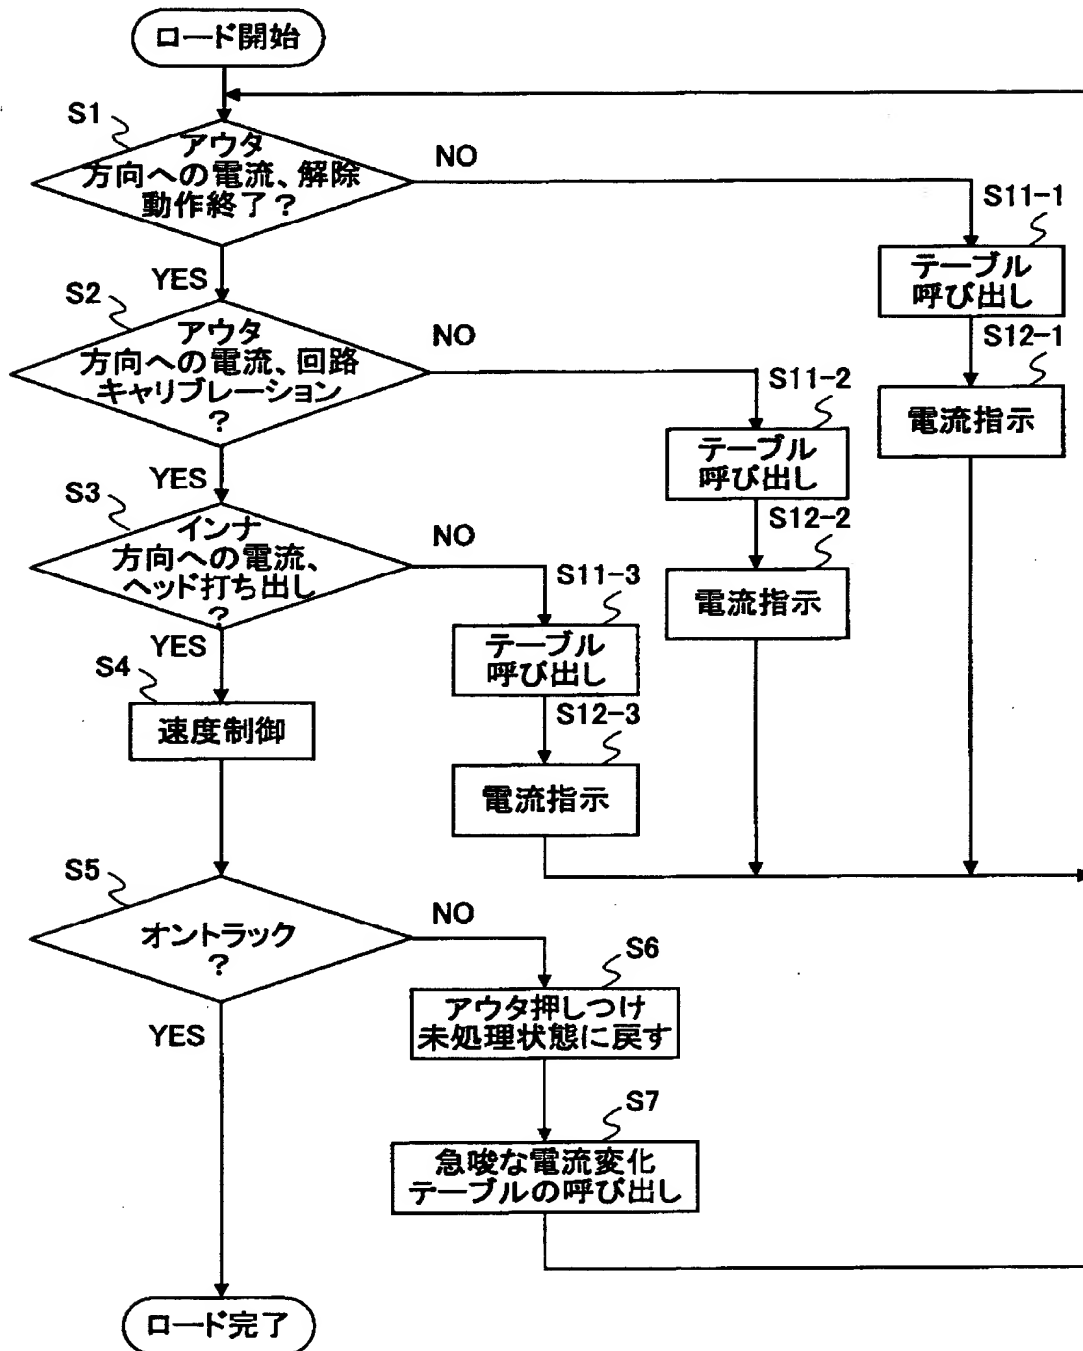 ロード開始
S1
アウタ
方向への電流、解除
動作終了？
NO
YES
S11-1
テーブル
呼び出し
S12-1
電流指示
S2
アウタ
方向への電流、回路
キャリブレーション
？
NO
YES
S11-2
テーブル
呼び出し
S12-2
電流指示
S3
インナ
方向への電流、
ヘッド打ち出し
？
NO
YES
S11-3
テーブル
呼び出し
S12-3
電流指示
S4
速度制御
S5
オントラック
？
NO
YES
S6
アウタ押しつけ
未処理状態に戻す
S7
急峻な電流変化
テーブルの呼び出し
ロード完了